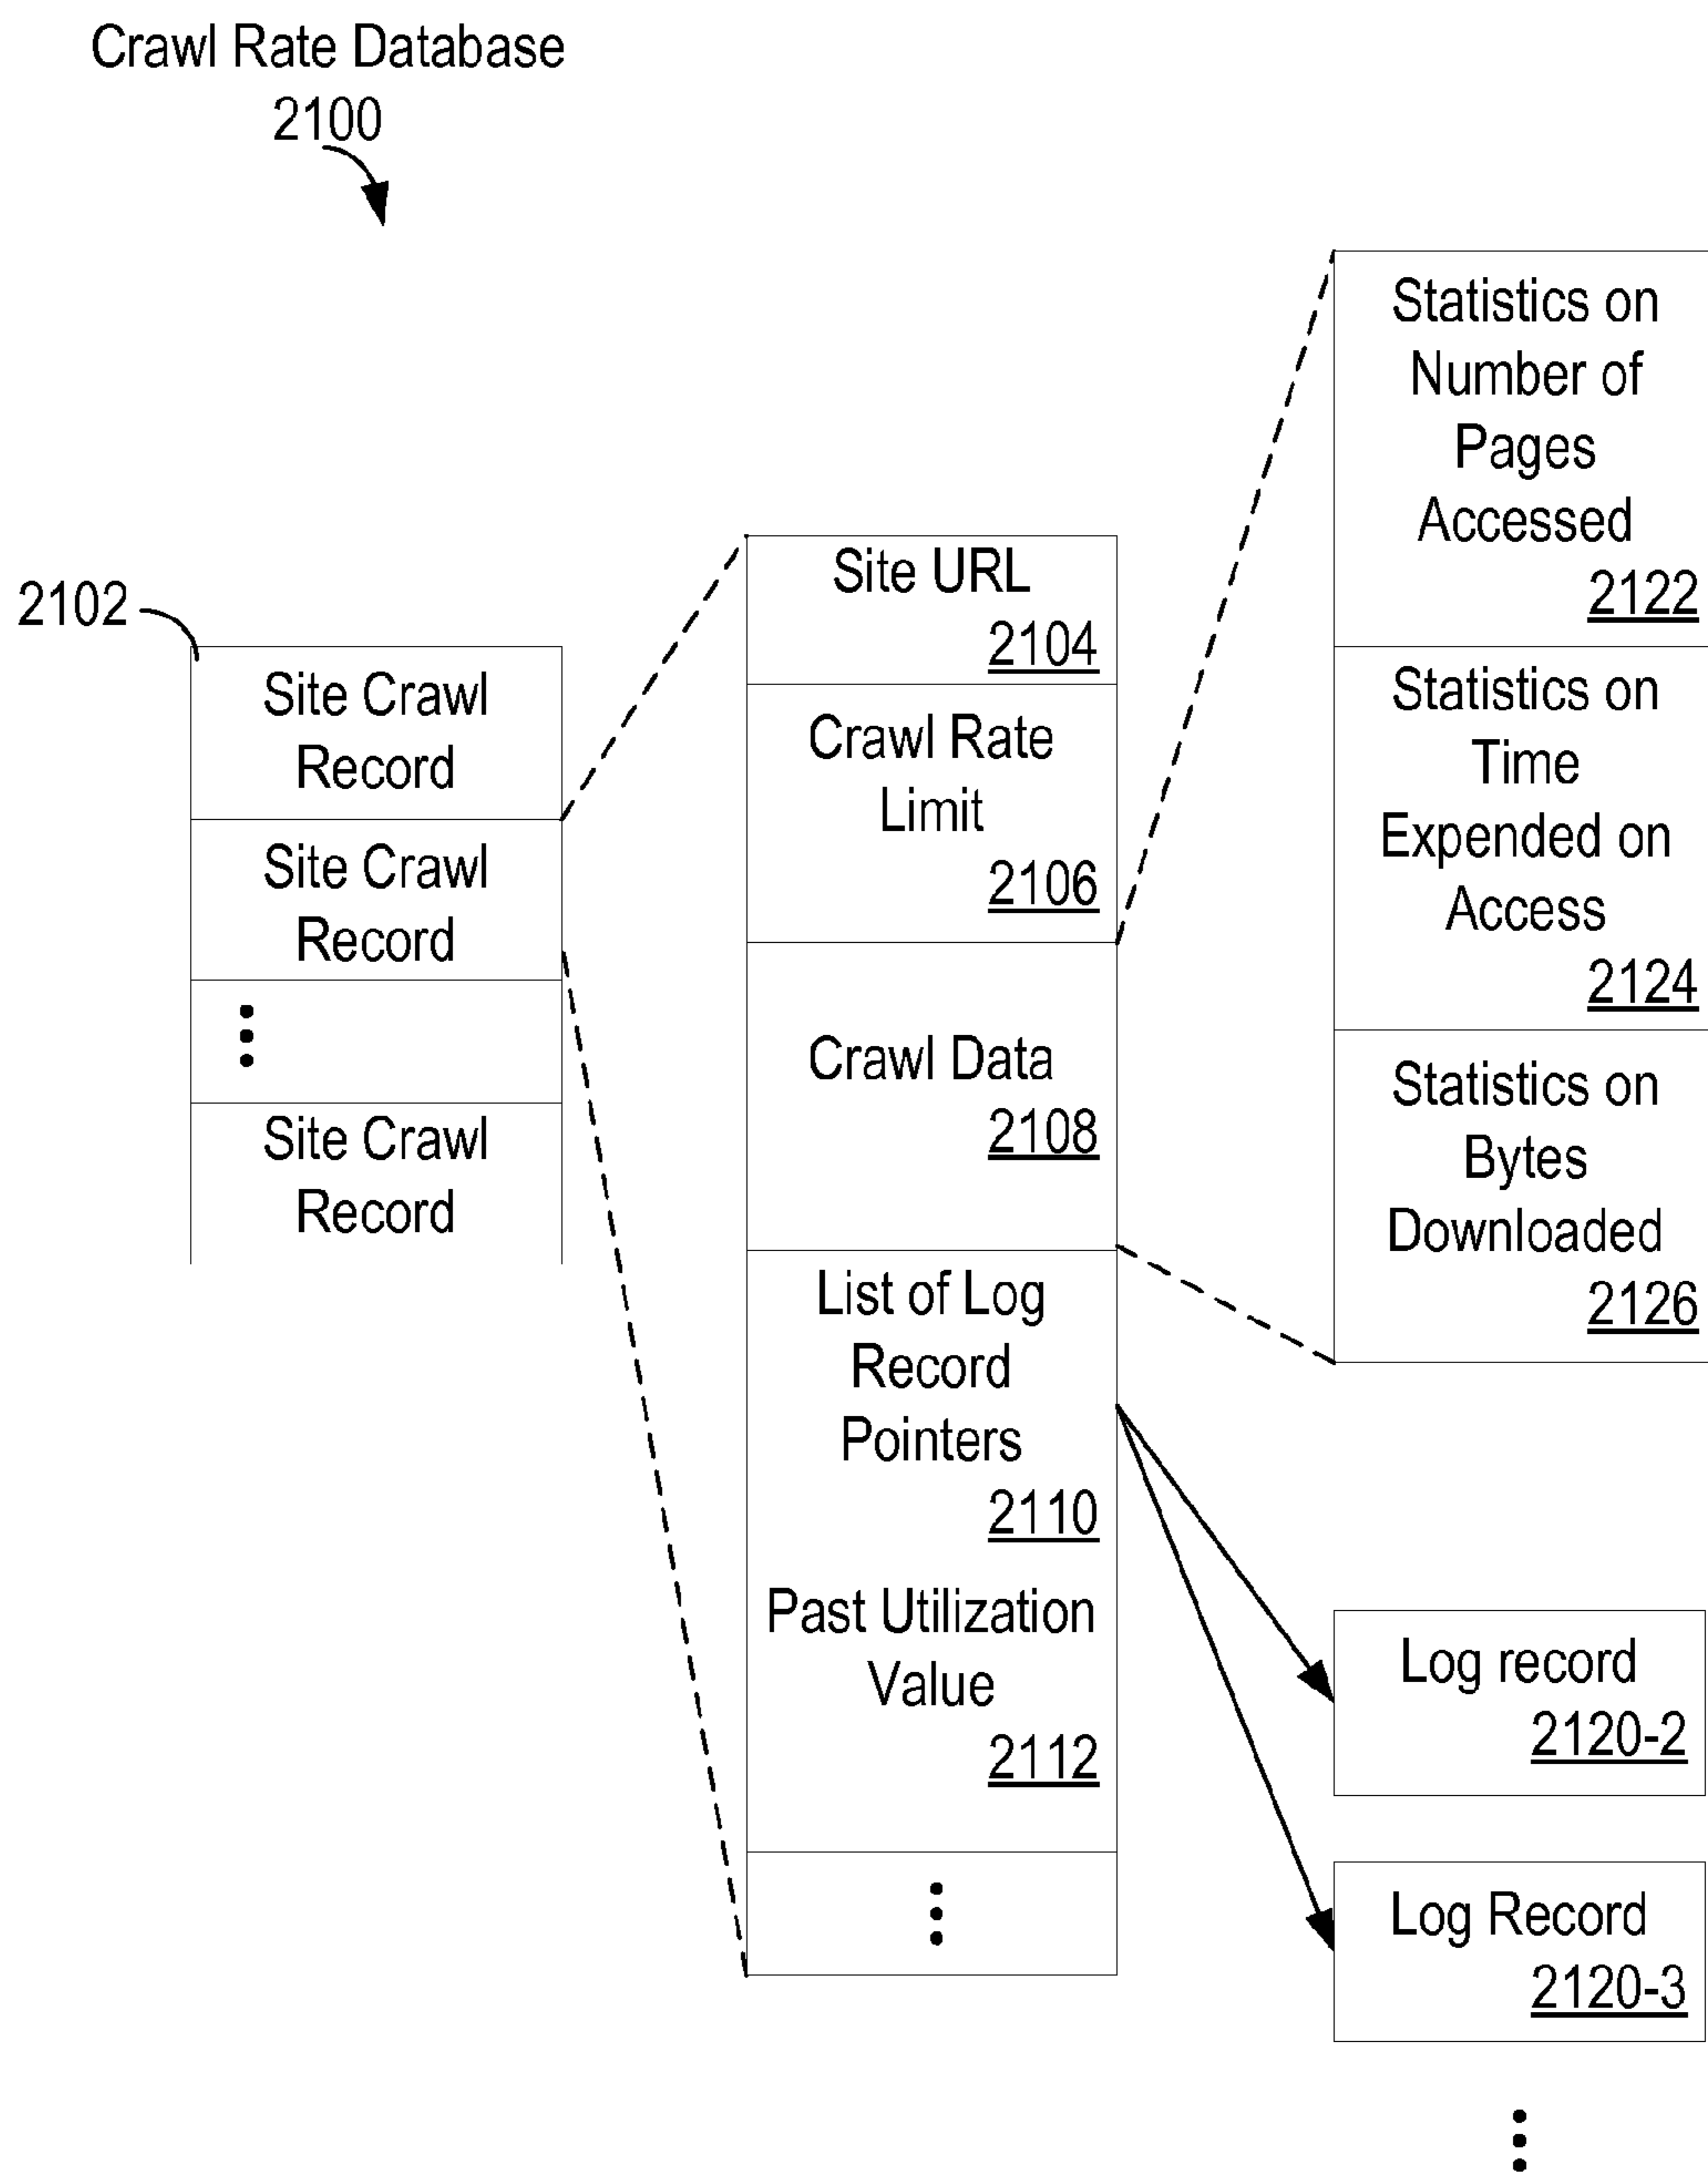 Crawl Rate Database
2100
2102
Site Crawl
Record
Site Crawl
Record
Site Crawl
Record
Site URL
2104
Crawl Rate
Limit
2106
Crawl Data
2108
List of Log
Record
Pointers
2110
Past Utilization
Value
2112
Statistics on
Number of
Pages
Accessed
2122
Statistics on
Time
Expended on
Access
2124
Statistics on
Bytes
Downloaded
2126
Log record
2120-2
Log Record
2120-3